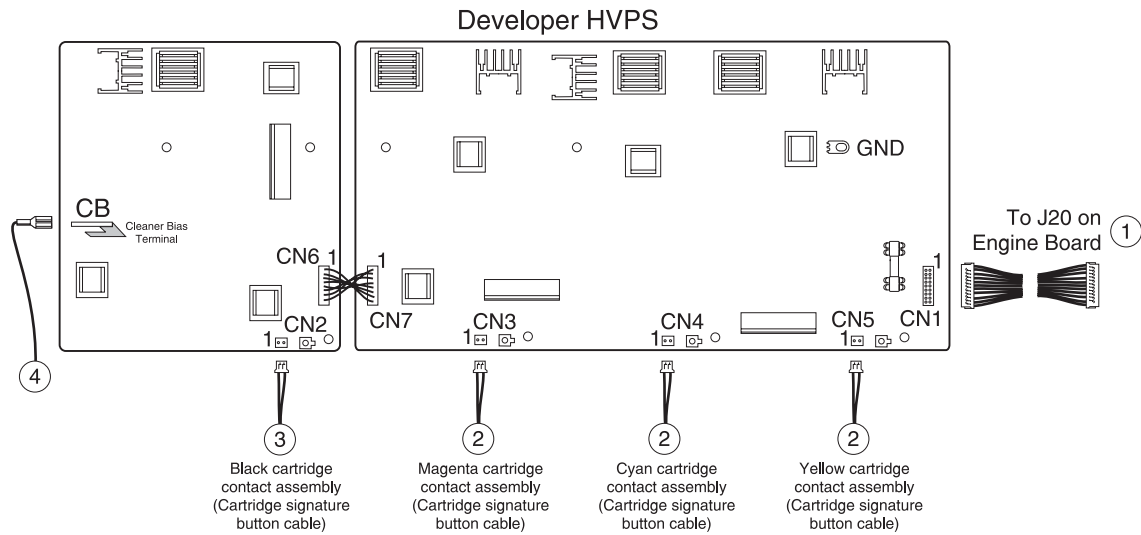 Developer HVPS
GND
CB
Cleaner Bias
Terminal
To J20 on
Engine Board
1
CN6 1
1
1
CN7
CN2
1
CN3
1
CN4
1
CN5
1
CN1
4
3
2
2
2
Black cartridge
contact assembly
(Cartridge signature
button cable)
Magenta cartridge
contact assembly
(Cartridge signature
button cable)
Cyan cartridge
contact assembly
(Cartridge signature
button cable)
Yellow cartridge
contact assembly
(Cartridge signature
button cable)